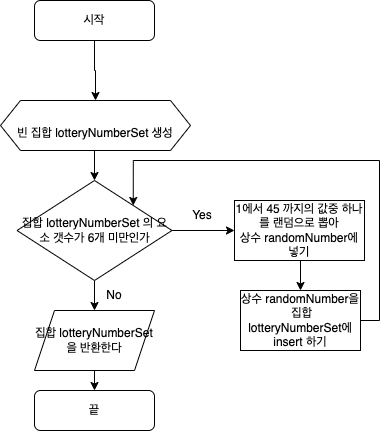 시작
빈 집합 lotteryNumberSet 생성
집합 lotteryNumberSet 의 요
소 갯수가 6개 미만인가
Yes
1에서 45 까지의 값중 하나
를 랜덤으로 뽑아
상수 randomNumber에
넣기
상수 randomNumber을
집합
lotteryNumberSet에
insert 하기
No
집합 lotteryNumberSet
을 반환한다
끝